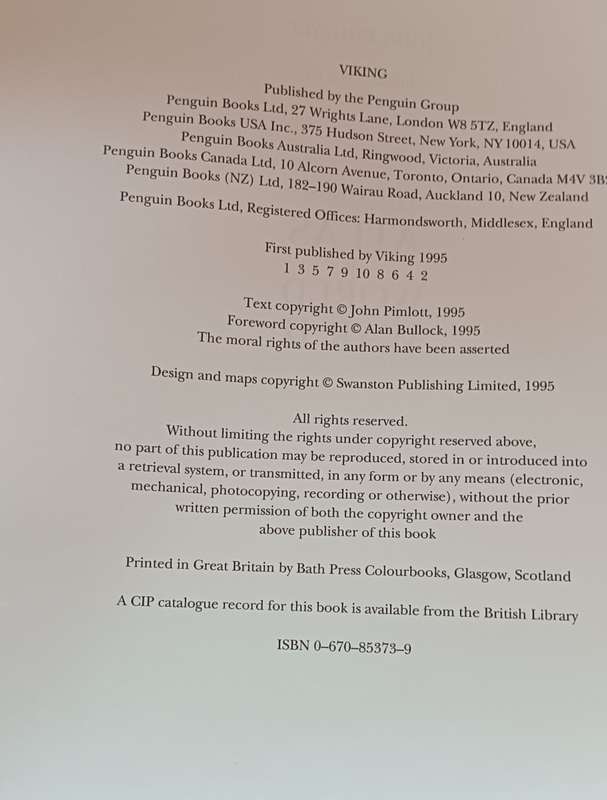 VIKING
Published by the Penguin Group
Penguin Books Ltd, 27 Wrights Lane, London W8 5TZ, England
Penguin Books USA Inc., 375 Hudson Street, New York, NY 10014, USA
Penguin Books Australia Ltd, Ringwood, Victoria, Australia
Penguin Books Canada Ltd, 10 Alcorn Avenue, Toronto, Ontario, Canada M4V
Penguin Books (NZ) Ltd, 182–190 Wairau Road, Auckland 10, New Zealand
Penguin Books Ltd, Registered Offices: Harmondsworth, Middlesex, England
First published by Viking 1995
1 3 5 7 9 10 8 6 4 2
Text copyright © John Pimlott, 1995
Foreword copyright © Alan Bullock, 1995
The moral rights of the authors have been asserted
Design and maps copyright © Swanston Publishing Limited, 1995
All rights reserved.
Without limiting the rights under copyright reserved above,
no part of this publication may be reproduced, stored in or introduced into
a retrieval system, or transmitted, in any form or by any means (electronic,
mechanical, photocopying, recording or otherwise), without the prior
written permission of both the copyright owner and the
above publisher of this book
Printed in Great Britain by Bath Press Colourbooks, Glasgow, Scotland
A CIP catalogue record for this book is available from the British Library
ISBN 0–670–85373–9